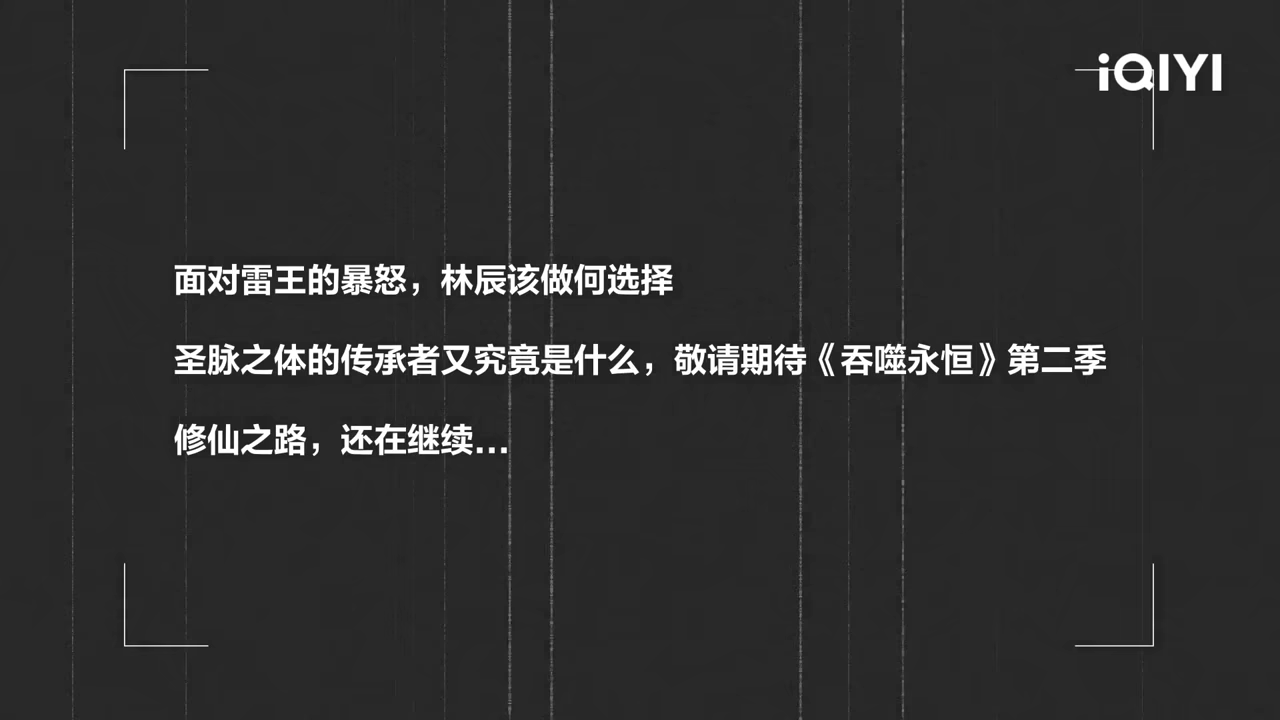 iQIYI
面对雷王的暴怒，林辰该做何选择
圣脉之体的传承者又究竟是什么，敬请期待《吞噬永恒》第二季
修仙之路，还在继续...